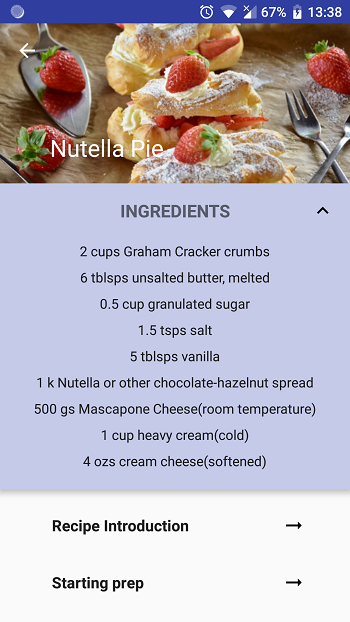 67% 13:38
Nutella Pie
INGREDIENTS
2 cups Graham Cracker crumbs
6 tblsps unsalted butter, melted
0.5 cup granulated sugar
1.5 tsps salt
5 tblsps vanilla
1 k Nutella or other chocolate-hazelnut spread
500 gs Mascapone Cheese(room temperature)
1 cup heavy cream(cold)
4 ozs cream cheese(softened)
Recipe Introduction
Starting prep